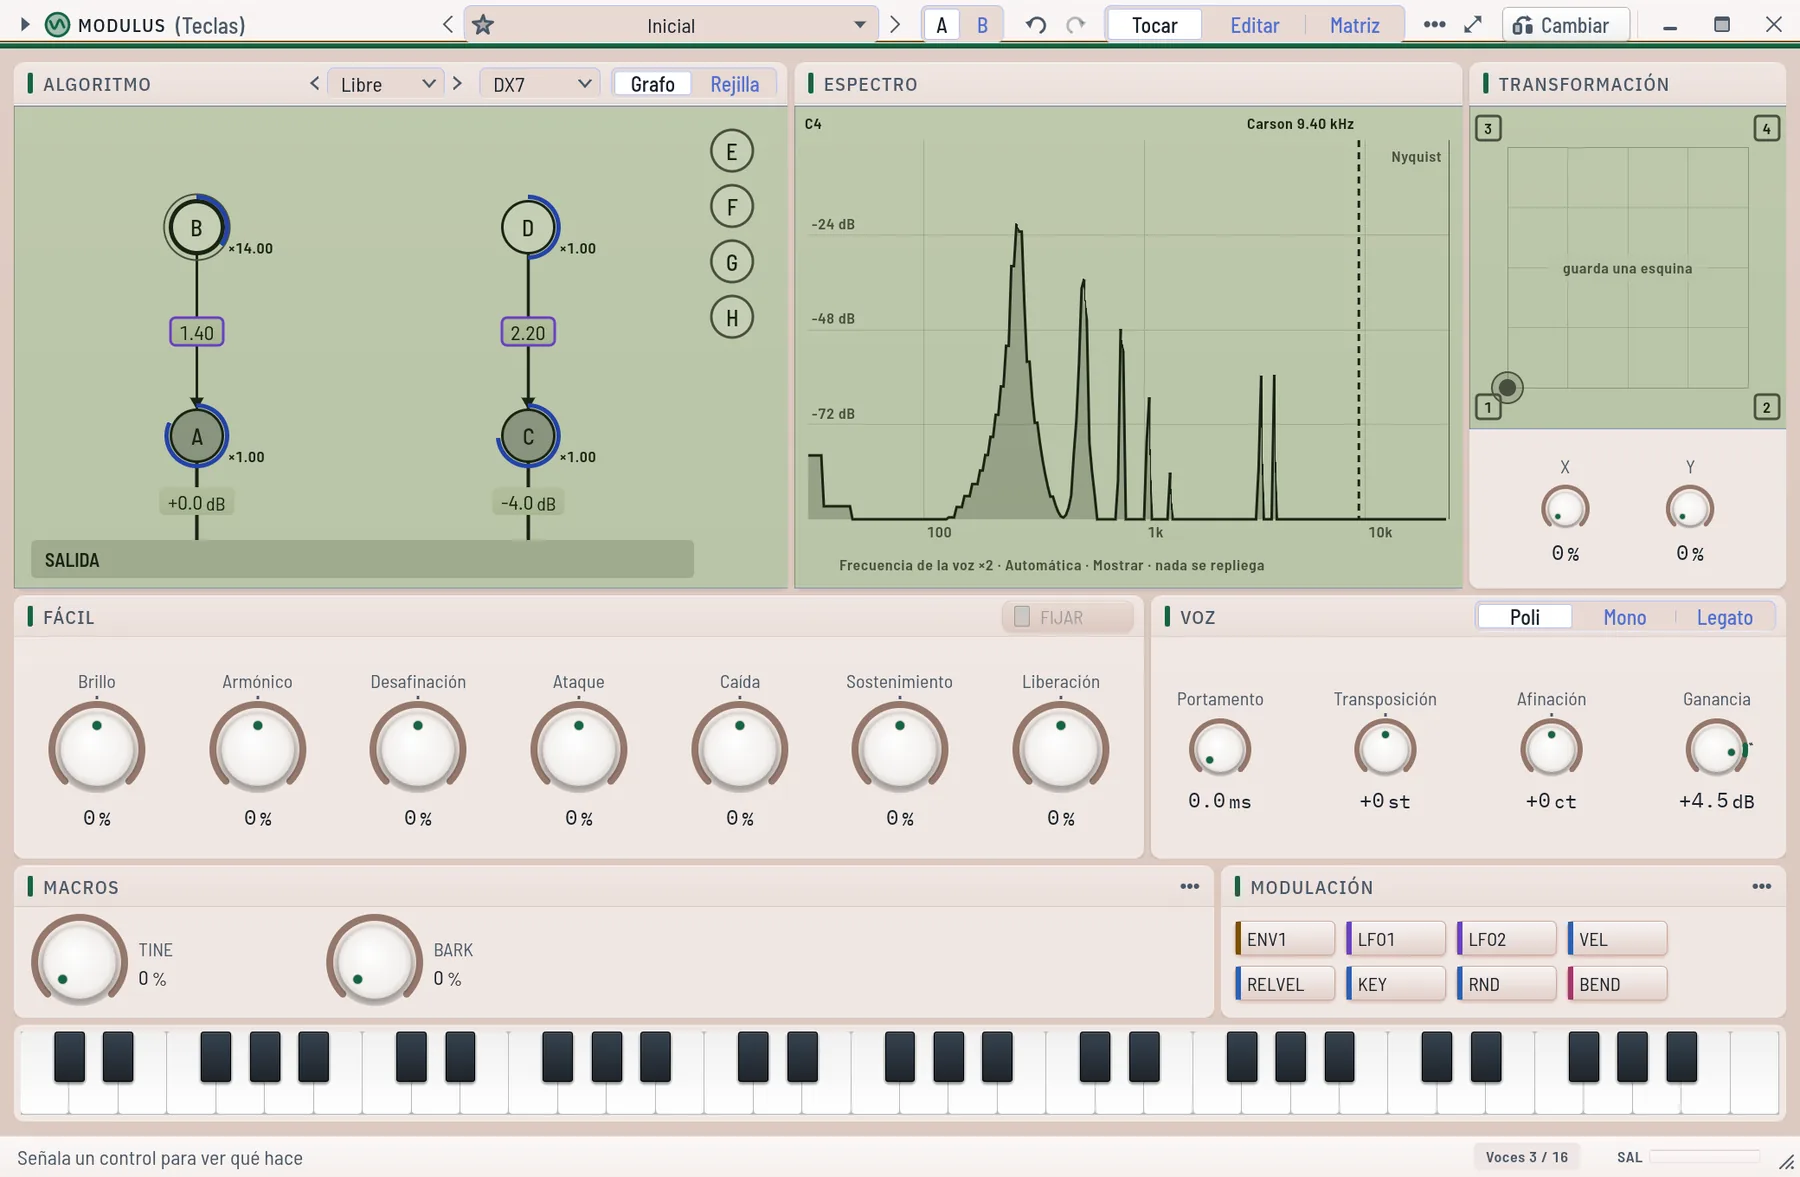 MODULUS (Teclas)
Inicial
A B
Tocar Editar Matriz
••• Cambiar
ALGORITMO
Libre
DX7
Grafo Rejilla
B
×14.00
D
×1.00
E
F
G
H
1.40
2.20
A
×1.00
C
×1.00
+0.0 dB
-4.0 dB
SALIDA
ESPECTRO
C4
Carson 9.40 kHz
Nyquist
-24 dB
-48 dB
-72 dB
100 1k 10k
Frecuencia de la voz ×2 · Automática · Mostrar · nada se repliega
TRANSFORMACIÓN
3 4
guarda una esquina
1 2
X Y
0 % 0 %
FÁCIL
FIJAR
Brillo Armónico Desafinación Ataque Caída Sostenimiento Liberación
0 % 0 % 0 % 0 % 0 % 0 % 0 %
VOZ
Poli Mono Legato
Portamento Transposición Afinación Ganancia
0.0 ms +0 st +0 ct +4.5 dB
MACROS
•••
TINE
0 %
BARK
0 %
MODULACIÓN
•••
ENV1 LFO1 LFO2 VEL
RELVEL KEY RND BEND
Señala un control para ver qué hace
Voces 3 / 16
SAL